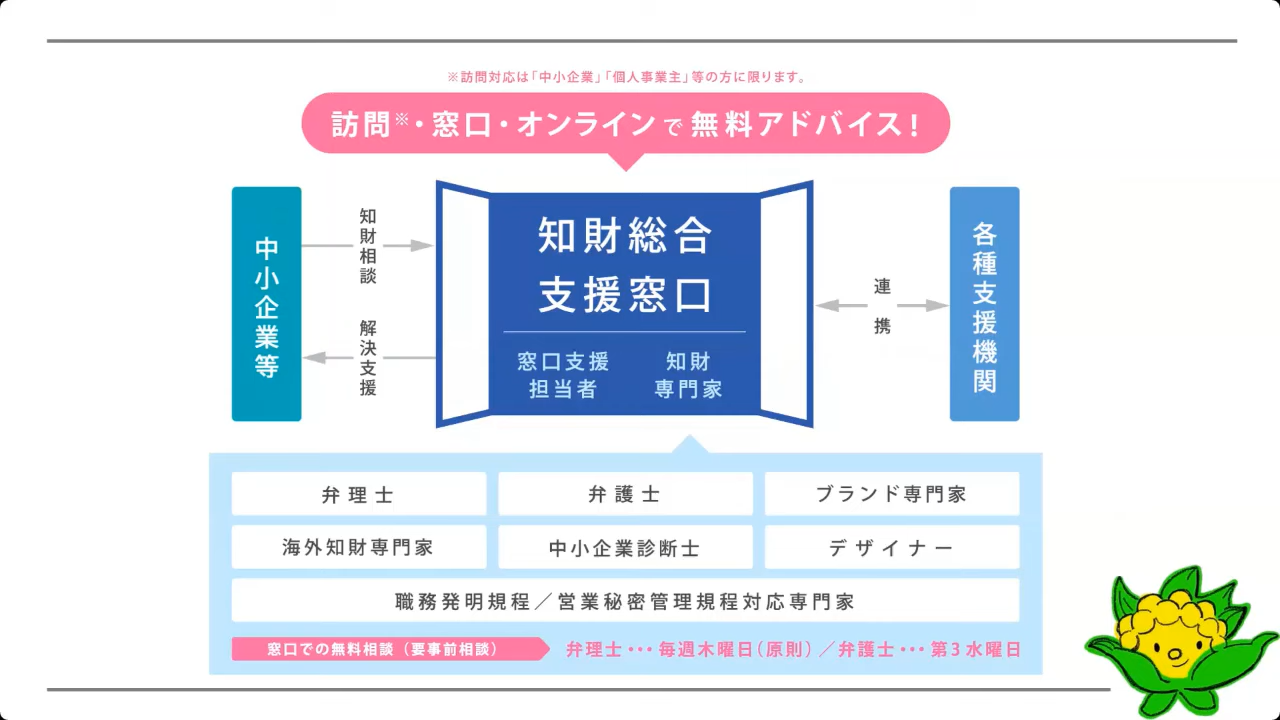 ※訪問対応は「中小企業」「個人事業主」等の方に限ります。
訪問※・窓口・オンラインで無料アドバイス！
中小企業等
知財相談
解決支援
知財総合
支援窓口
窓口支援
担当者
知財
専門家
連携
各種支援機関
弁理士
弁護士
ブランド専門家
海外知財専門家
中小企業診断士
デザイナー
職務発明規程／営業秘密管理規程対応専門家
窓口での無料相談（要事前相談）
弁理士・・・毎週木曜日（原則）／弁護士・・・第3水曜日